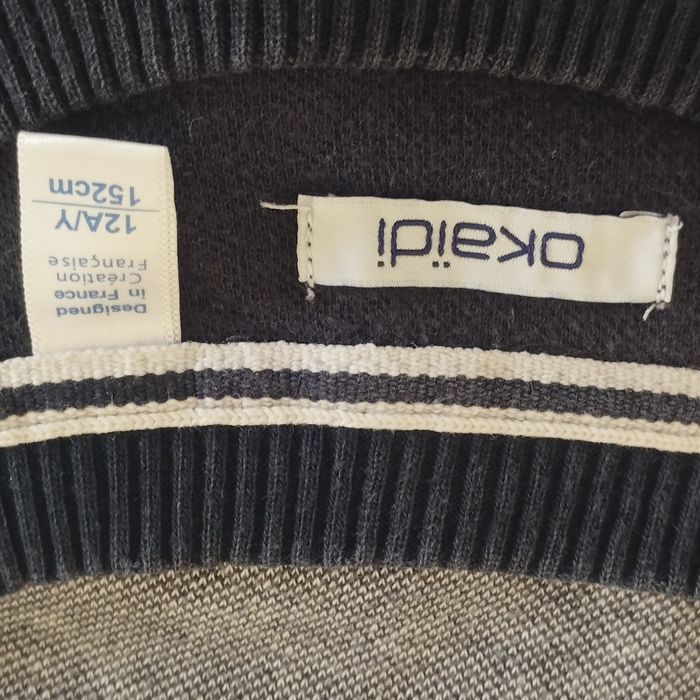 okaïdi
12A/Y
152cm
Designed
in France
Création
Française